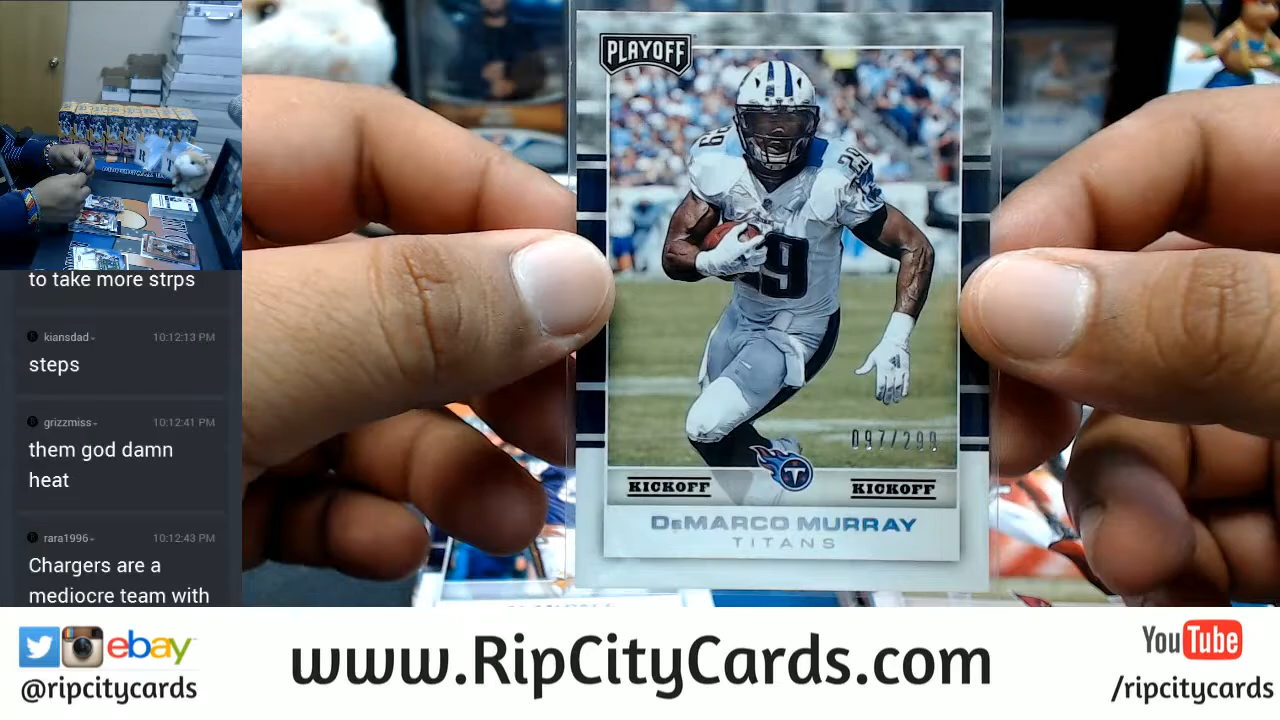 to take more strps
kiansdad
10:12:13 PM
steps
grizzmiss
10:12:41 PM
them god damn
heat
rara1996
10:12:43 PM
Chargers are a
mediocre team with
PLAYOFF
29
29
29
097/299
T
KICKOFF
KICKOFF
DeMARCO MURRAY
TITANS
ebay
@ripcitycards
www.RipCityCards.com
YouTube
/ripcitycards